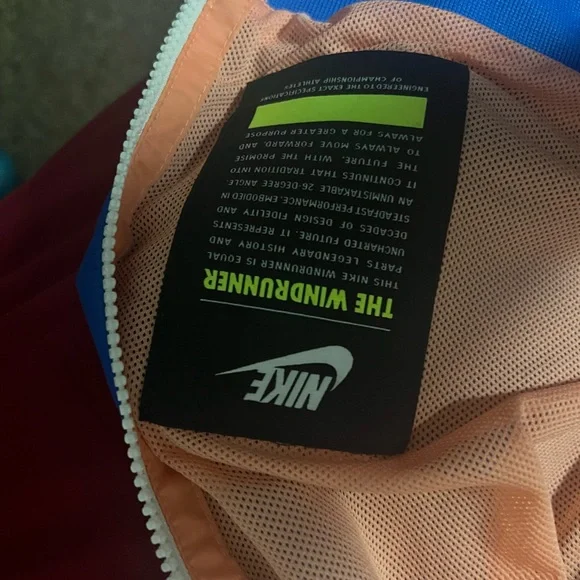 NIKE
THE WINDRUNNER
THIS NIKE WINDRUNNER IS EQUAL
PARTS LEGENDARY HISTORY AND
UNCHARTED FUTURE. IT REPRESENTS
DECADES OF DESIGN FIDELITY AND
STEADFAST PERFORMANCE, EMBODIED IN
AN UNMISTAKABLE 26-DEGREE ANGLE.
IT CONTINUES THAT TRADITION INTO
THE FUTURE, WITH THE PROMISE
TO ALWAYS MOVE FORWARD, AND
ALWAYS FOR A GREATER PURPOSE
ENGINEERED TO THE EXACT SPECIFICATIONS
OF CHAMPIONSHIP ATHLETES